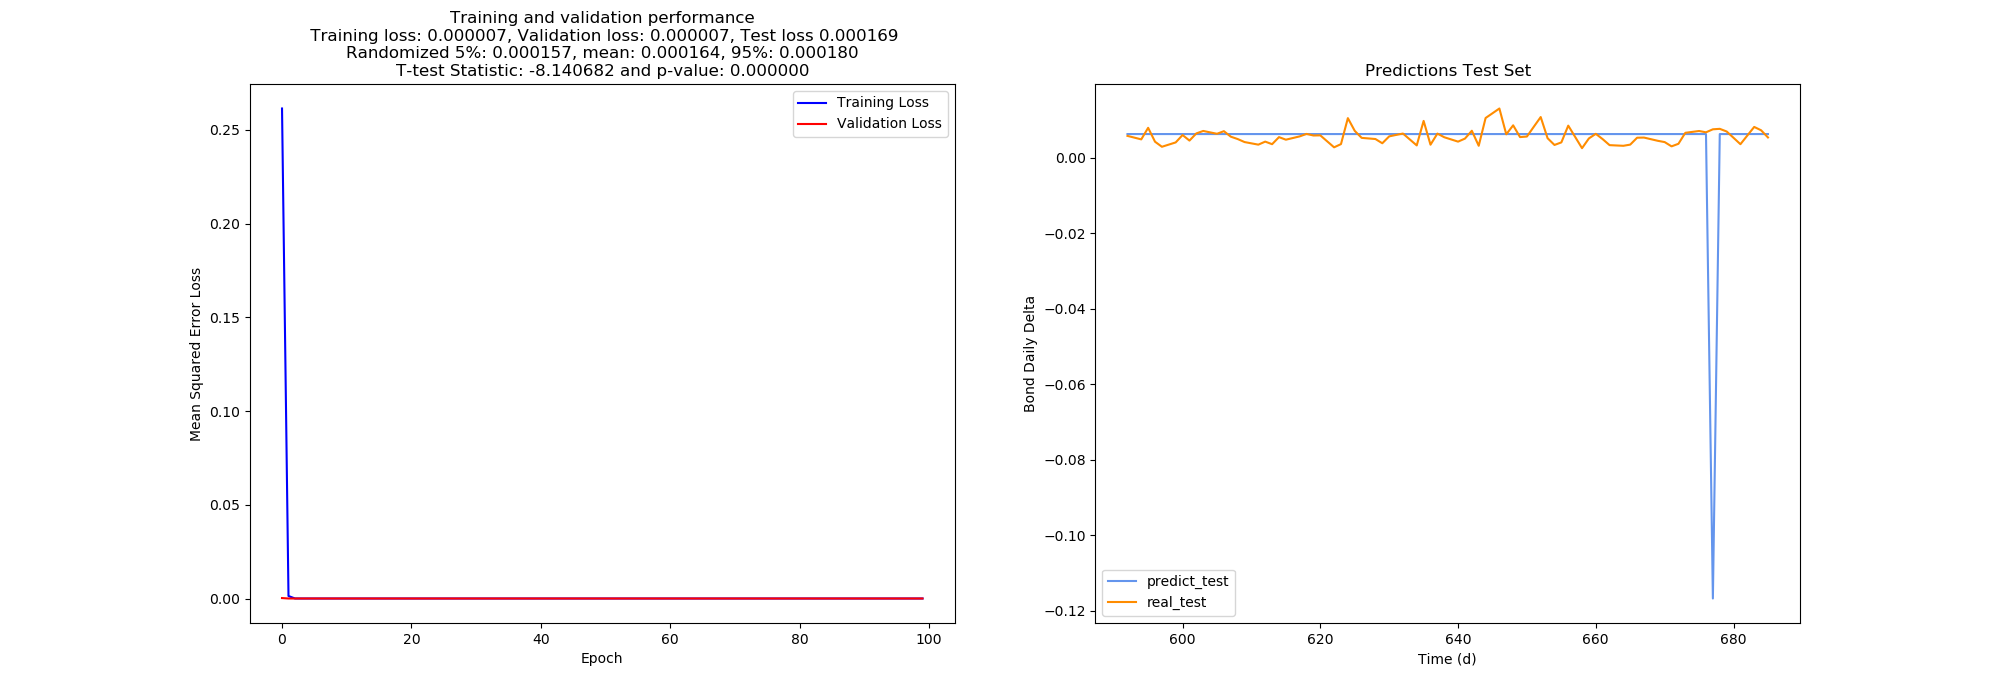 Training and validation performance
Training loss: 0.000007, Validation loss: 0.000007, Test loss 0.000169
Randomized 5%: 0.000157, mean: 0.000164, 95%: 0.000180
T-test Statistic: -8.140682 and p-value: 0.000000
Training Loss
Validation Loss
0.25
0.20
0.15
0.10
0.05
0.00
Mean Squared Error Loss
0
20
40
60
80
100
Epoch
Predictions Test Set
0.00
−0.02
−0.04
−0.06
−0.08
−0.10
−0.12
Bond Daily Delta
predict_test
real_test
600
620
640
660
680
Time (d)